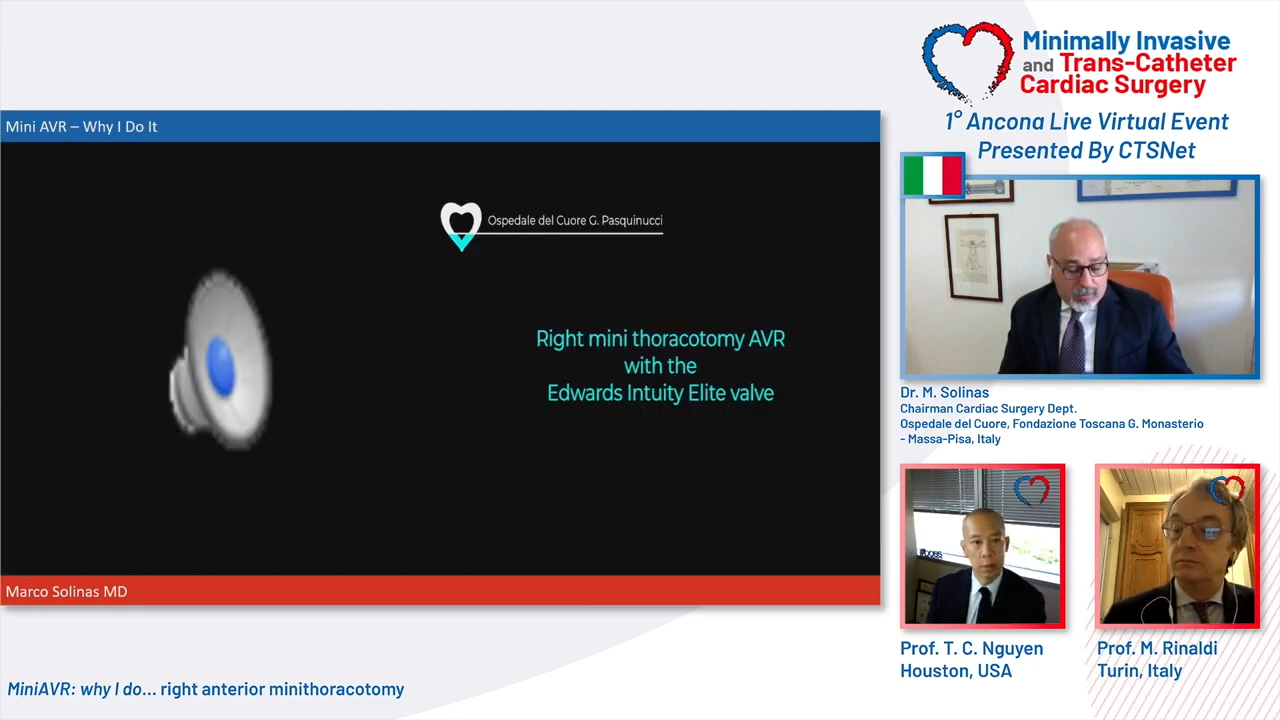 Minimally Invasive
and Trans-Catheter
Cardiac Surgery
1° Ancona Live Virtual Event
Presented By CTSNet
Mini AVR – Why I Do It
Ospedale del Cuore G. Pasquinucci
Right mini thoracotomy AVR
with the
Edwards Intuity Elite valve
Marco Solinas MD
MiniAVR: why I do... right anterior minithoracotomy
Dr. M. Solinas
Chairman Cardiac Surgery Dept.
Ospedale del Cuore, Fondazione Toscana G. Monasterio
- Massa-Pisa, Italy
Prof. T. C. Nguyen
Houston, USA
Prof. M. Rinaldi
Turin, Italy